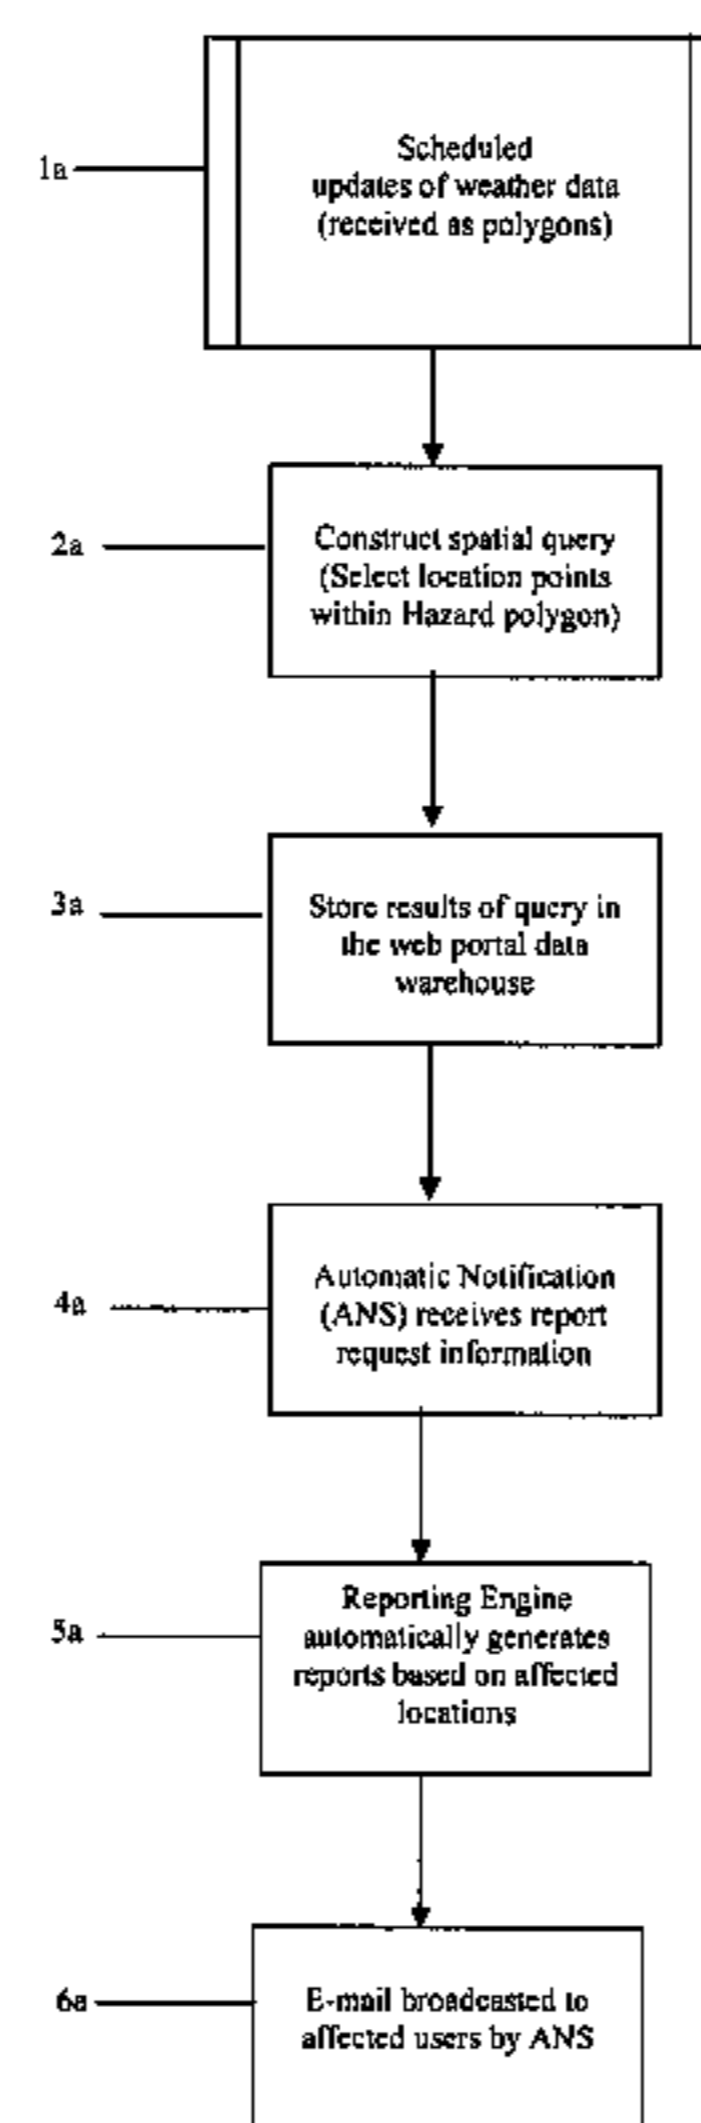 1a
Scheduled
updates of weather data
(received as polygons)
2a
Construct spatial query
(Select location points
within Hazard polygon)
3a
Store results of query in
the web portal data
warehouse
4a
Automatic Notification
(ANS) receives report
request information
5a
Reporting Engine
automatically generates
reports based on affected
locations
6a
E-mail broadcasted to
affected users by ANS